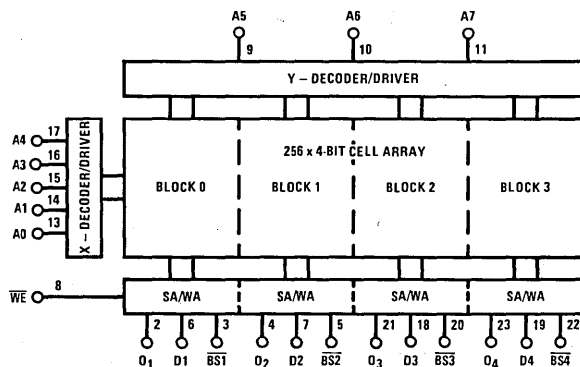 A5 A6 A7
9 10 11
Y – DECODER/DRIVER
A4 17
A3 16
A2 15
A1 14
A0 13
X – DECODER/DRIVER
256 x 4-BIT CELL ARRAY
BLOCK 0 BLOCK 1 BLOCK 2 BLOCK 3
WE 8
SA/WA SA/WA SA/WA SA/WA
2 6 3 4 7 5 21 18 20 23 19 22
O1 D1 BS1 O2 D2 BS2 O3 D3 BS3 O4 D4 BS4